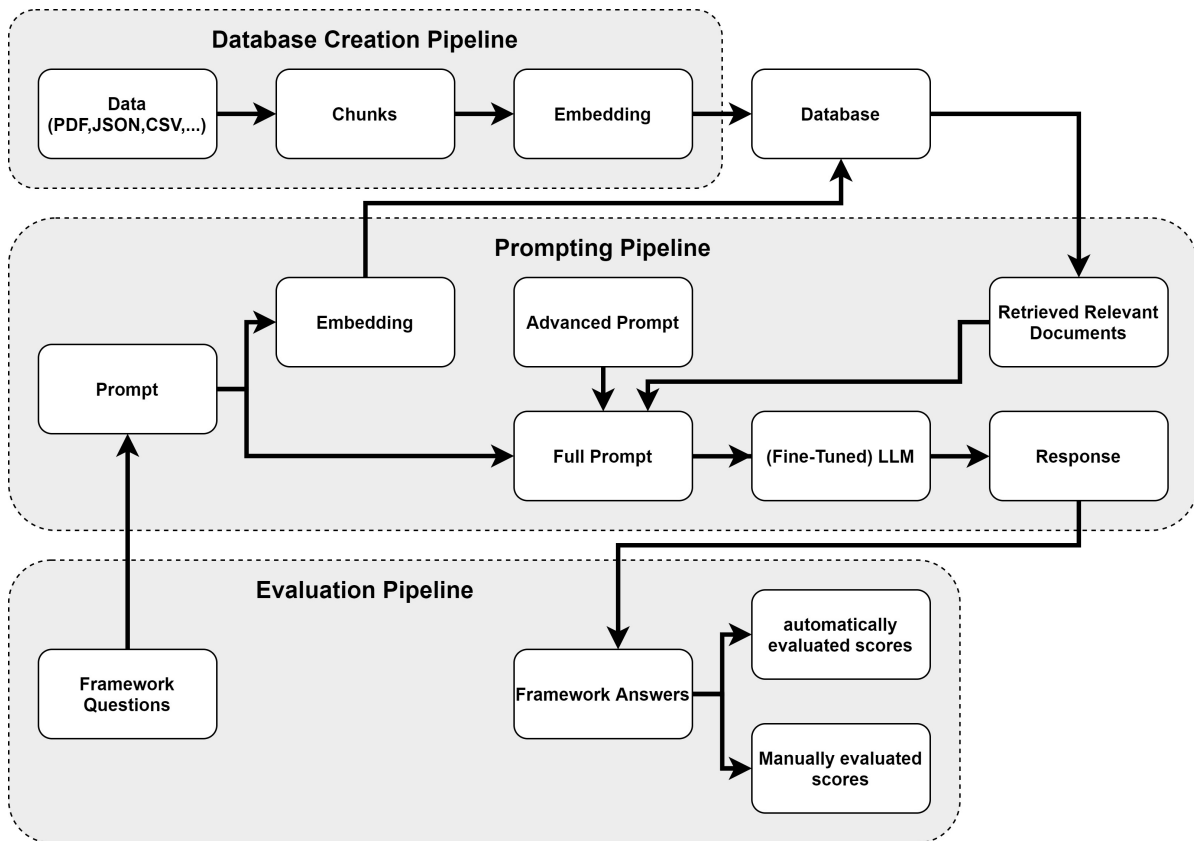 Database Creation Pipeline
Data
(PDF,JSON,CSV,...)
Chunks
Embedding
Database
Prompting Pipeline
Embedding
Advanced Prompt
Retrieved Relevant
Documents
Prompt
Full Prompt
(Fine-Tuned) LLM
Response
Evaluation Pipeline
automatically
evaluated scores
Framework
Questions
Framework Answers
Manually evaluated
scores